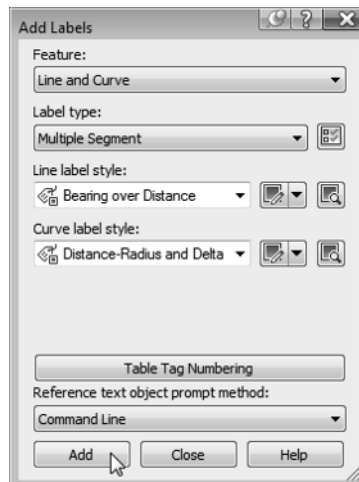 Add Labels
Feature:
Line and Curve
Label type:
Multiple Segment
Line label style:
Bearing over Distance
Curve label style:
Distance-Radius and Delta
Table Tag Numbering
Reference text object prompt method:
Command Line
Add Close Help